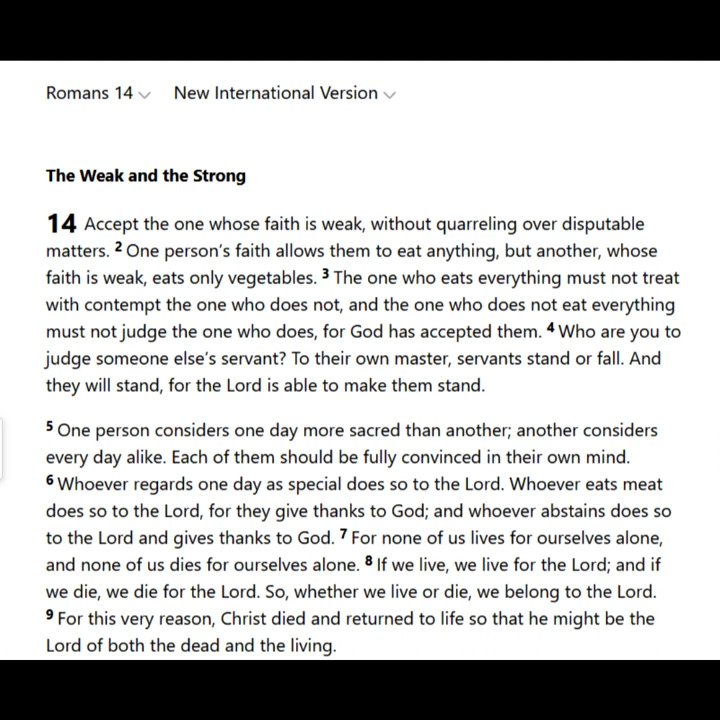 Romans 14 New International Version
The Weak and the Strong
14 Accept the one whose faith is weak, without quarreling over disputable
matters. 2 One person's faith allows them to eat anything, but another, whose
faith is weak, eats only vegetables. 3 The one who eats everything must not treat
with contempt the one who does not, and the one who does not eat everything
must not judge the one who does, for God has accepted them. 4 Who are you to
judge someone else's servant? To their own master, servants stand or fall. And
they will stand, for the Lord is able to make them stand.
5 One person considers one day more sacred than another; another considers
every day alike. Each of them should be fully convinced in their own mind.
6 Whoever regards one day as special does so to the Lord. Whoever eats meat
does so to the Lord, for they give thanks to God; and whoever abstains does so
to the Lord and gives thanks to God. 7 For none of us lives for ourselves alone,
and none of us dies for ourselves alone. 8 If we live, we live for the Lord; and if
we die, we die for the Lord. So, whether we live or die, we belong to the Lord.
9 For this very reason, Christ died and returned to life so that he might be the
Lord of both the dead and the living.